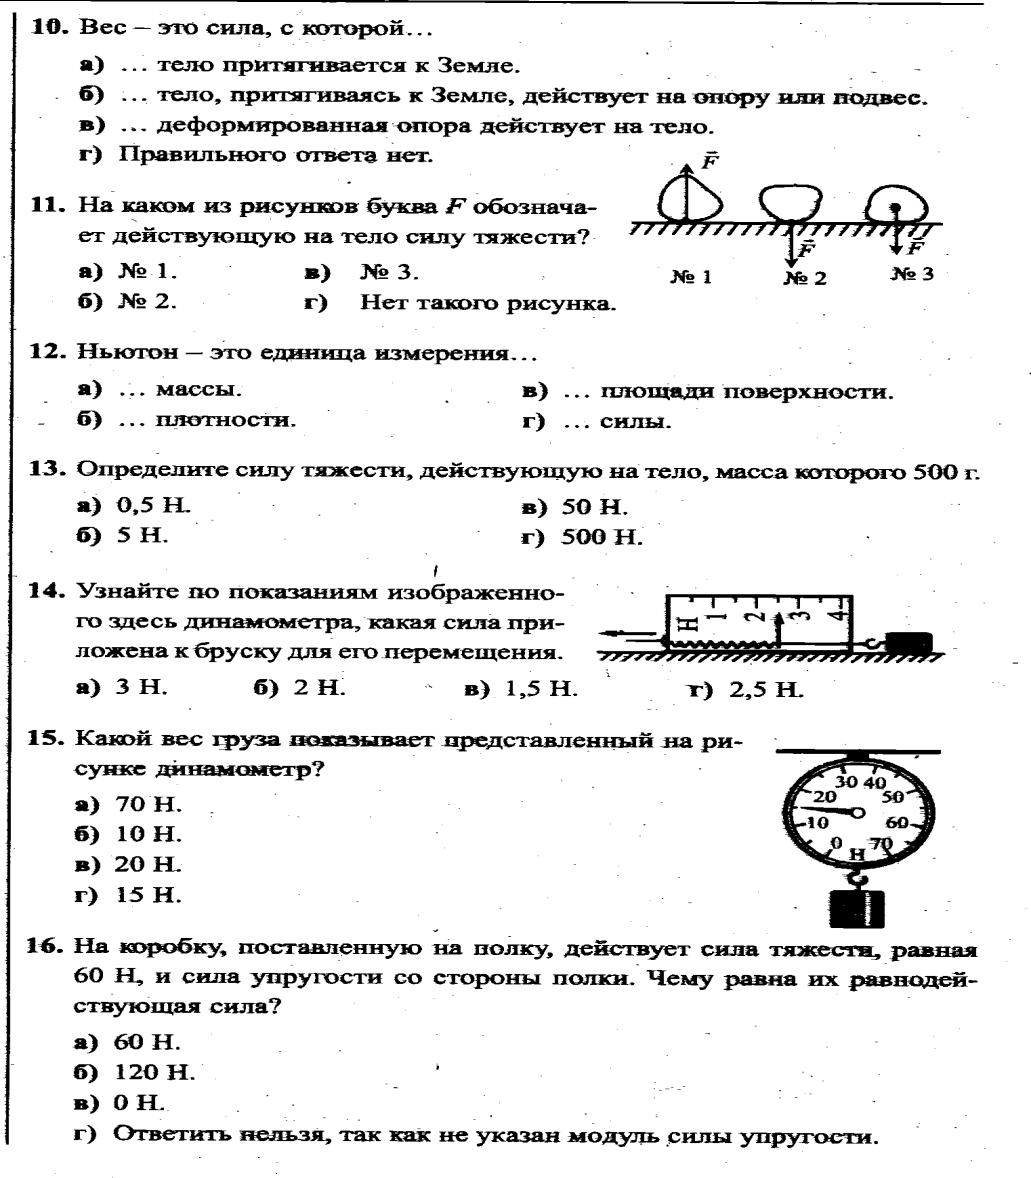 10. Вес – это сила, с которой…
а) … тело притягивается к Земле.
б) … тело, притягиваясь к Земле, действует на опору или подвес.
в) … деформированная опора действует на тело.
г) Правильного ответа нет.
11. На каком из рисунков буква F обознача-
ет действующую на тело силу тяжести?
а) № 1. в) № 3.
б) № 2. г) Нет такого рисунка.
F
F
F
№ 1 № 2 № 3
12. Ньютон – это единица измерения…
а) … массы. в) … площади поверхности.
б) … плотности. г) … силы.
13. Определите силу тяжести, действующую на тело, масса которого 500 г.
а) 0,5 Н. в) 50 Н.
б) 5 Н. г) 500 Н.
14. Узнайте по показаниям изображенно-
го здесь динамометра, какая сила при-
ложена к бруску для его перемещения.
Н 1 2 3 4
а) 3 Н. б) 2 Н. в) 1,5 Н. г) 2,5 Н.
15. Какой вес груза показывает представленный на ри-
сунке динамометр?
а) 70 Н.
б) 10 Н.
в) 20 Н.
г) 15 Н.
30 40
20 50
10 60
0 Н 70
16. На коробку, поставленную на полку, действует сила тяжести, равная
60 Н, и сила упругости со стороны полки. Чему равна их равнодей-
ствующая сила?
а) 60 Н.
б) 120 Н.
в) 0 Н.
г) Ответить нельзя, так как не указан модуль силы упругости.